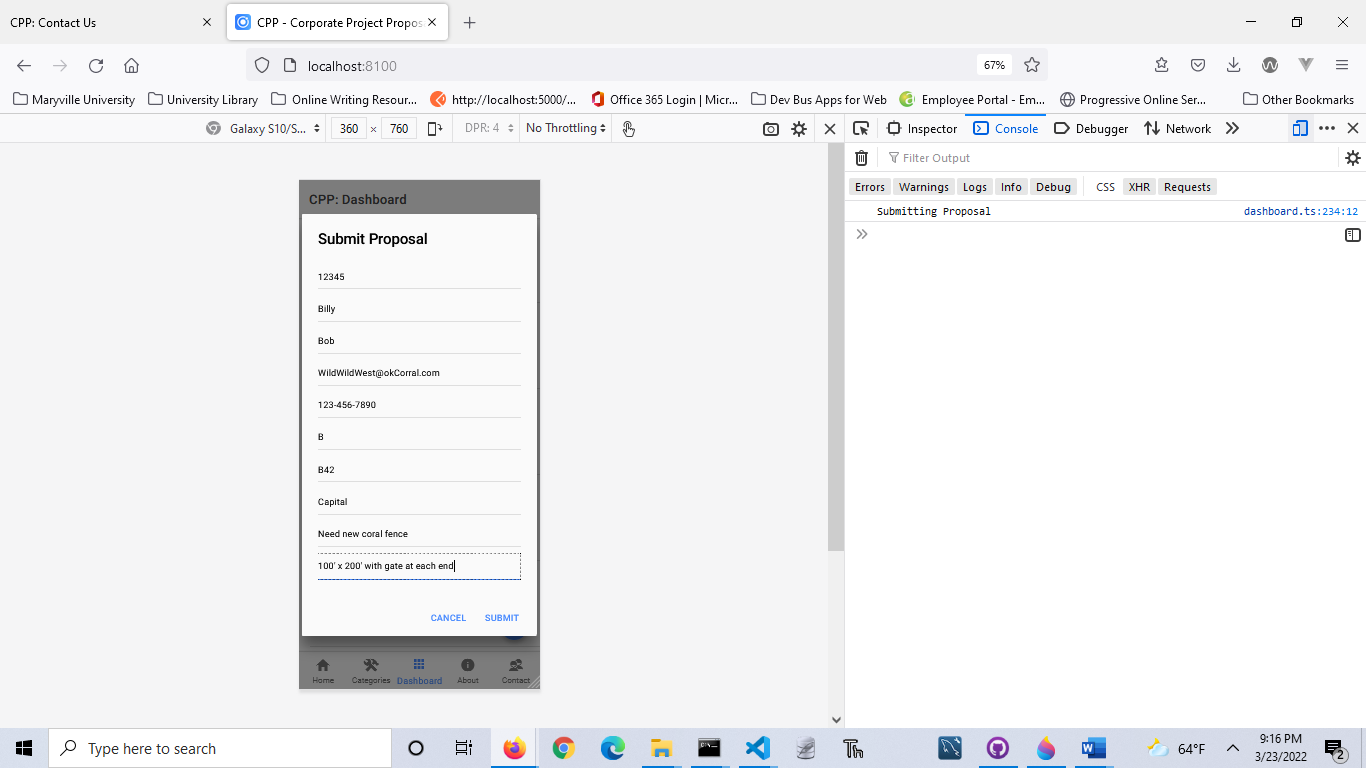 CPP: Contact Us
CPP - Corporate Project Propos
localhost:8100
67%
Maryville University
University Library
Online Writing Resour...
http://localhost:5000/...
Office 365 Login | Micr...
Dev Bus Apps for Web
Employee Portal - Em...
Progressive Online Ser...
Other Bookmarks
Galaxy S10/S...
360 × 760
DPR: 4
No Throttling
Inspector
Console
Debugger
Network
Filter Output
Errors
Warnings
Logs
Info
Debug
CSS
XHR
Requests
Submitting Proposal
dashboard.ts:234:12
CPP: Dashboard
Submit Proposal
12345
Billy
Bob
WildWildWest@okCorral.com
123-456-7890
B
B42
Capital
Need new coral fence
100' x 200' with gate at each end
CANCEL
SUBMIT
Home
Categories
Dashboard
About
Contact
Type here to search
64°F
9:16 PM
3/23/2022
2